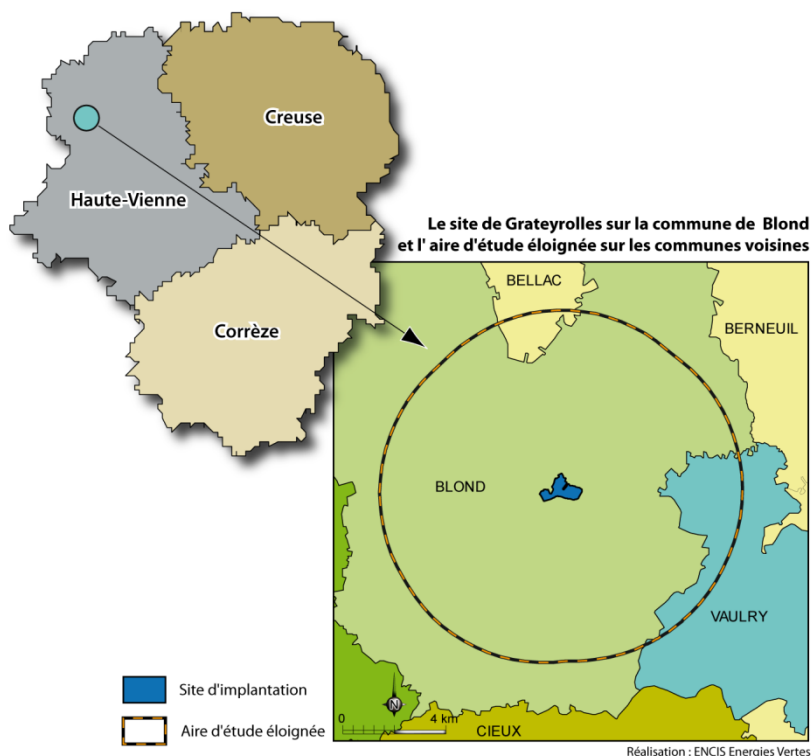 Creuse
Haute-Vienne
Corrèze
Le site de Grateyrolles sur la commune de Blond
et l' aire d'étude éloignée sur les communes voisines
BELLAC
BERNEUIL
BLOND
VAULRY
CIEUX
N
0 4 km
Site d'implantation
Aire d'étude éloignée
Réalisation : ENCIS Energies Vertes